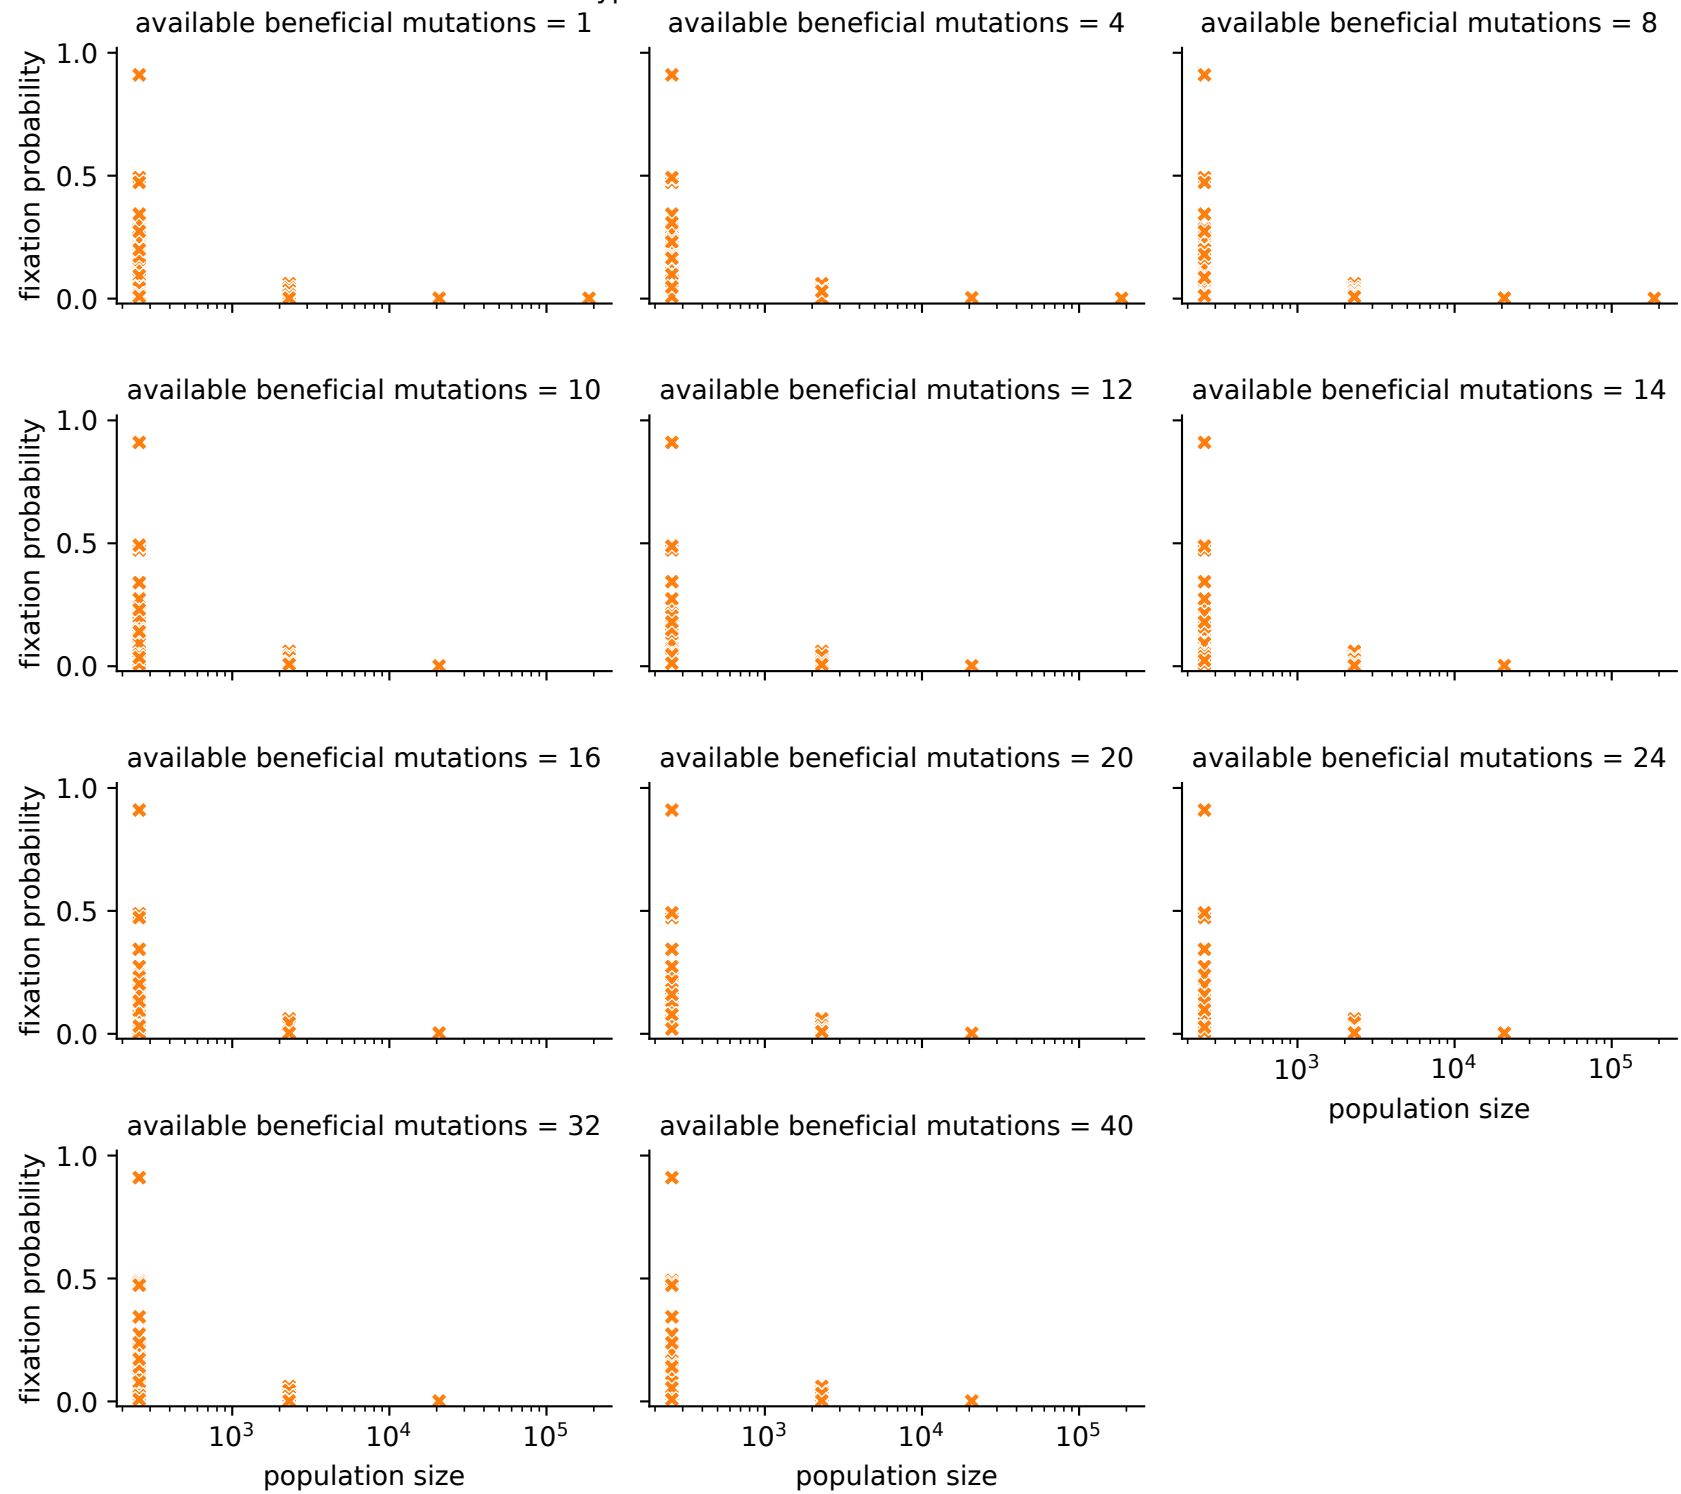 available beneficial mutations = 1
available beneficial mutations = 4
available beneficial mutations = 8
fixation probability
1.0
0.5
0.0
available beneficial mutations = 10
available beneficial mutations = 12
available beneficial mutations = 14
fixation probability
1.0
0.5
0.0
available beneficial mutations = 16
available beneficial mutations = 20
available beneficial mutations = 24
fixation probability
1.0
0.5
0.0
10³ 10⁴ 10⁵
population size
available beneficial mutations = 32
available beneficial mutations = 40
fixation probability
1.0
0.5
0.0
10³ 10⁴ 10⁵
population size
10³ 10⁴ 10⁵
population size